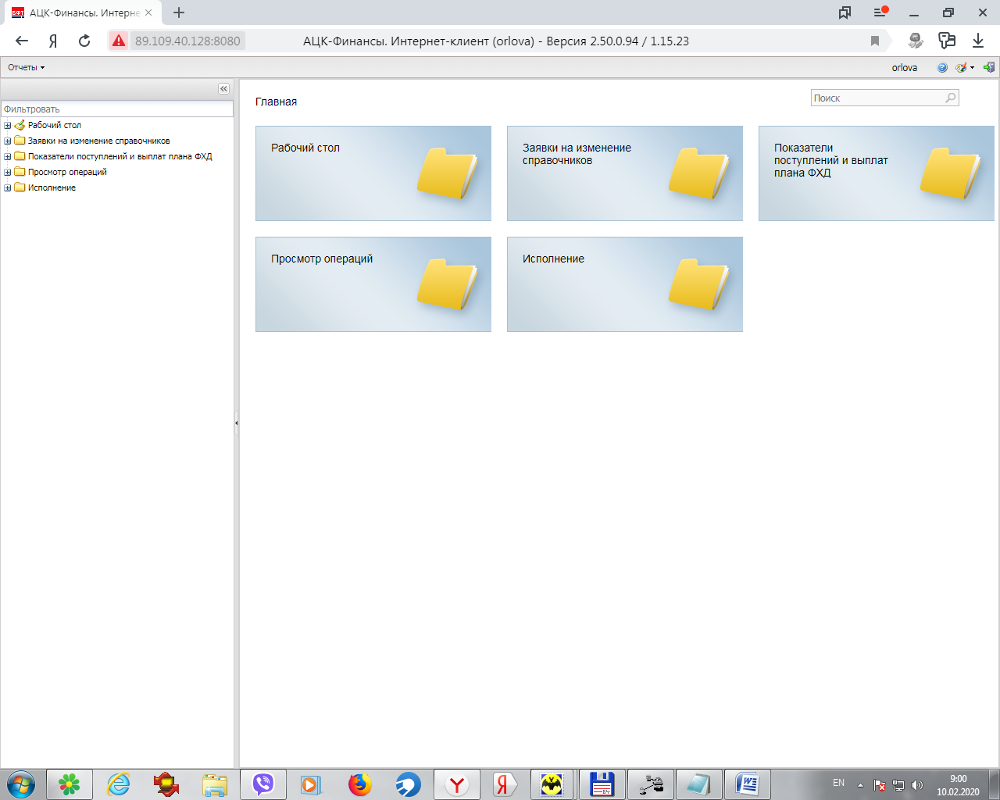 АЦК-Финансы. Интерне
89.109.40.128:8080
АЦК-Финансы. Интернет-клиент (orlova) - Версия 2.50.0.94 / 1.15.23
Отчеты
orlova
Фильтровать
Рабочий стол
Заявки на изменение справочников
Показатели поступлений и выплат плана ФХД
Просмотр операций
Исполнение
Главная
Поиск
Рабочий стол
Заявки на изменение
справочников
Показатели
поступлений и выплат
плана ФХД
Просмотр операций
Исполнение
EN
9:00
10.02.2020